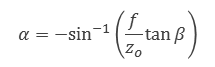 α = −sin⁻¹(f/z₀ tan β)